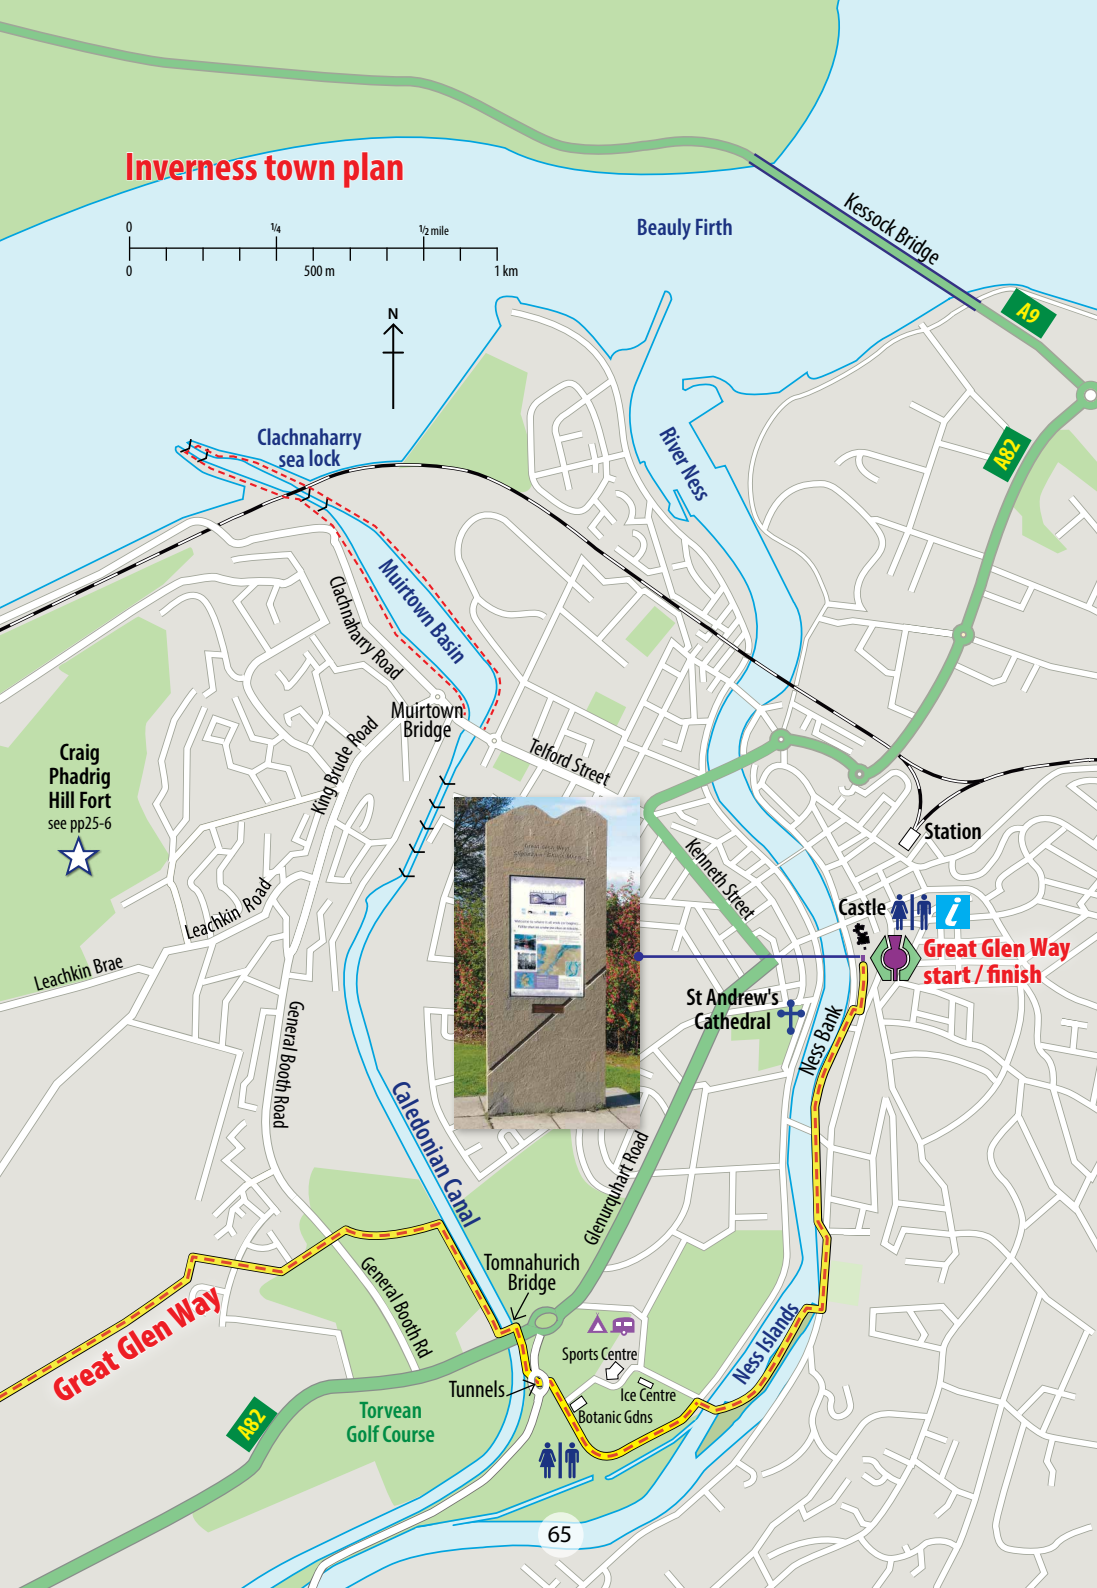 Inverness town plan
0 ¼ ½ mile
0 500 m 1 km
N
Beauly Firth
Kessock Bridge
A9
A82
River Ness
Clachnaharry
sea lock
Muirtown Basin
Clachnaharry Road
Muirtown
Bridge
King Brude Road
Telford Street
Craig
Phadrig
Hill Fort
see pp25-6
Station
Kenneth Street
Leachkin Road
Leachkin Brae
Castle
i
Great Glen Way
start / finish
St Andrew's
Cathedral
Ness Bank
General Booth Road
Caledonian Canal
Glenurquhart Road
Tomnahurich
Bridge
General Booth Rd
Great Glen Way
Ness Islands
Sports Centre
Tunnels
Ice Centre
Botanic Gdns
Torvean
Golf Course
A82
65